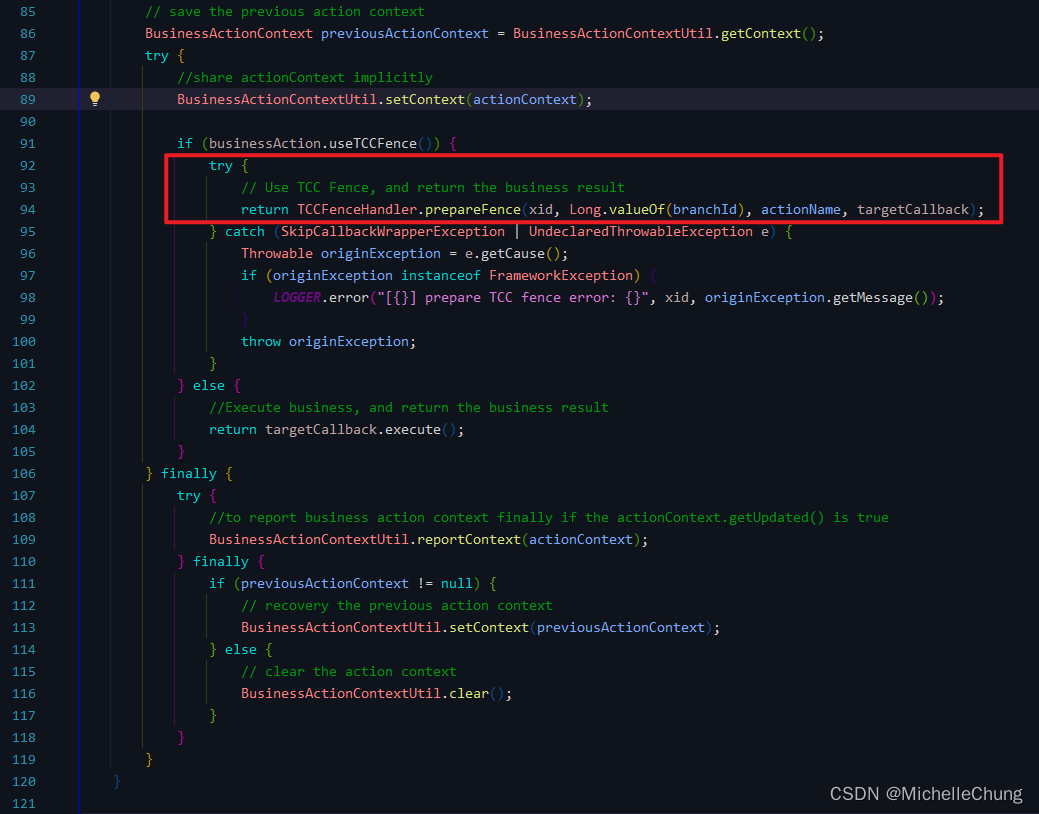 85 // save the previous action context
86 BusinessActionContext previousActionContext = BusinessActionContextUtil.getContext();
87 try {
88 //share actionContext implicitly
89 BusinessActionContextUtil.setContext(actionContext);
90
91 if (businessAction.useTCCFence()) {
92 try {
93 // Use TCC Fence, and return the business result
94 return TCCFenceHandler.prepareFence(xid, Long.valueOf(branchId), actionName, targetCallback);
95 } catch (SkipCallbackWrapperException | UndeclaredThrowableException e) {
96 Throwable originException = e.getCause();
97 if (originException instanceof FrameworkException) {
98 LOGGER.error("[{}] prepare TCC fence error: {}", xid, originException.getMessage());
99 }
100 throw originException;
101 }
102 } else {
103 //Execute business, and return the business result
104 return targetCallback.execute();
105 }
106 } finally {
107 try {
108 //to report business action context finally if the actionContext.getUpdated() is true
109 BusinessActionContextUtil.reportContext(actionContext);
110 } finally {
111 if (previousActionContext != null) {
112 // recovery the previous action context
113 BusinessActionContextUtil.setContext(previousActionContext);
114 } else {
115 // clear the action context
116 BusinessActionContextUtil.clear();
117 }
118 }
119 }
120 }
121
CSDN @MichelleChung